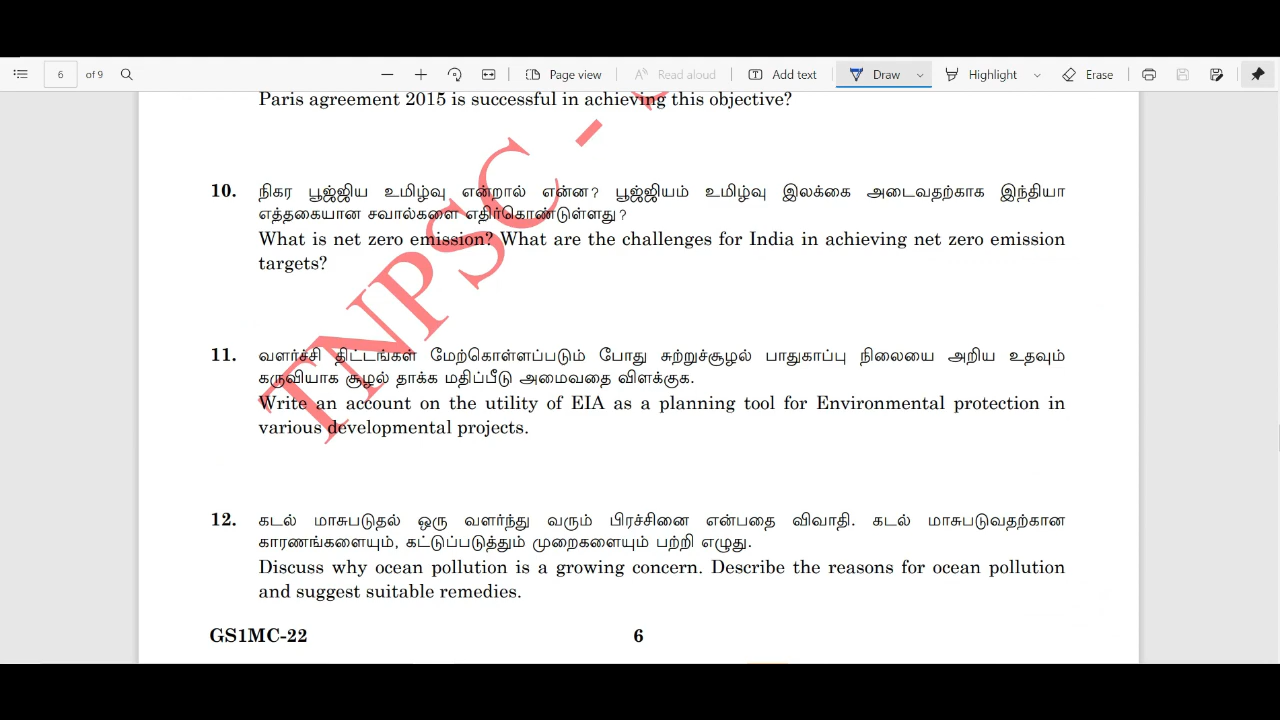 6 of 9 Page view Read aloud Add text Draw Highlight Erase
Paris agreement 2015 is successful in achieving this objective?
10. நிகர பூஜ்ஜிய உமிழ்வு என்றால் என்ன? பூஜ்ஜியம் உமிழ்வு இலக்கை அடைவதற்காக இந்தியா
எத்தகையான சவால்களை எதிர்கொண்டுள்ளது?
What is net zero emission? What are the challenges for India in achieving net zero emission
targets?
11. வளர்ச்சி திட்டங்கள் மேற்கொள்ளப்படும் போது சுற்றுச்சூழல் பாதுகாப்பு நிலையை அறிய உதவும்
கருவியாக சூழல் தாக்க மதிப்பீடு அமைவதை விளக்குக.
Write an account on the utility of EIA as a planning tool for Environmental protection in
various developmental projects.
12. கடல் மாசுபடுதல் ஒரு வளர்ந்து வரும் பிரச்சினை என்பதை விவாதி. கடல் மாசுபடுவதற்கான
காரணங்களையும், கட்டுப்படுத்தும் முறைகளையும் பற்றி எழுது.
Discuss why ocean pollution is a growing concern. Describe the reasons for ocean pollution
and suggest suitable remedies.
GS1MC-22 6
TNPSC -